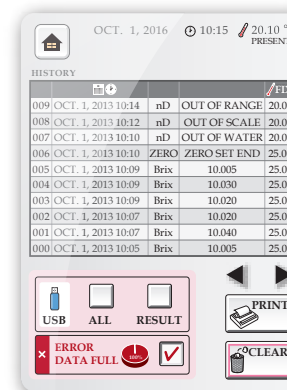 OCT. 1, 2016 10:15 20.10 °
PRESENT
HISTORY
009 OCT. 1, 2013 10:14 nD OUT OF RANGE 20.0
008 OCT. 1, 2013 10:12 nD OUT OF SCALE 20.0
007 OCT. 1, 2013 10:10 nD OUT OF WATER 20.0
006 OCT. 1, 2013 10:10 ZERO ZERO SET END 25.0
005 OCT. 1, 2013 10:09 Brix 10.005 25.0
004 OCT. 1, 2013 10:09 Brix 10.030 25.0
003 OCT. 1, 2013 10:09 Brix 10.020 25.0
002 OCT. 1, 2013 10:07 Brix 10.020 25.0
001 OCT. 1, 2013 10:07 Brix 10.040 25.0
000 OCT. 1, 2013 10:05 Brix 10.005 25.0
USB ALL RESULT
PRINT
ERROR
DATA FULL 100%
CLEAR